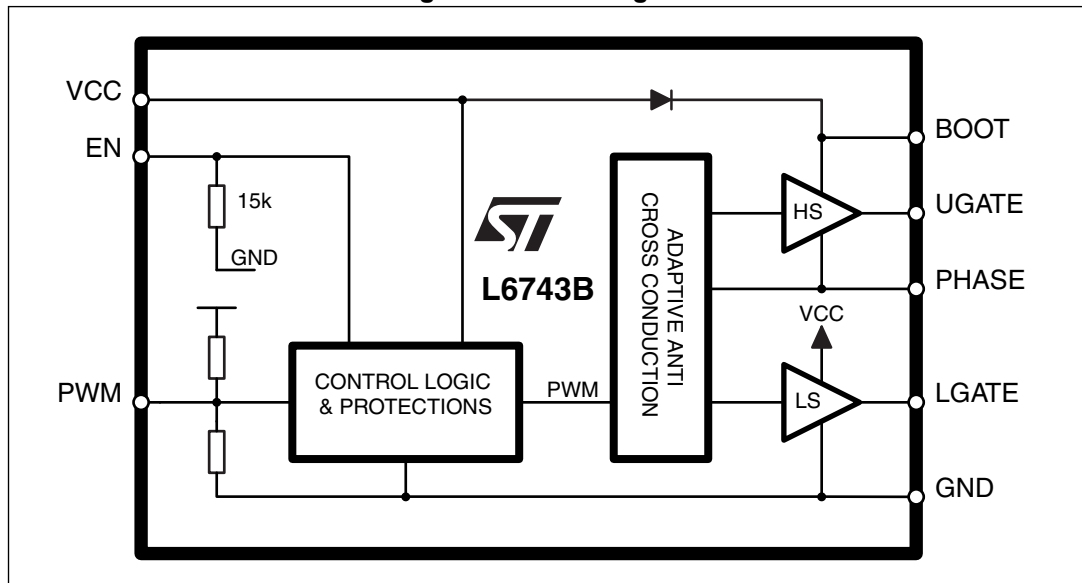 VCC
EN
15k
GND
PWM
ST
L6743B
CONTROL LOGIC
& PROTECTIONS
PWM
ADAPTIVE ANTI
CROSS CONDUCTION
HS
VCC
LS
BOOT
UGATE
PHASE
LGATE
GND